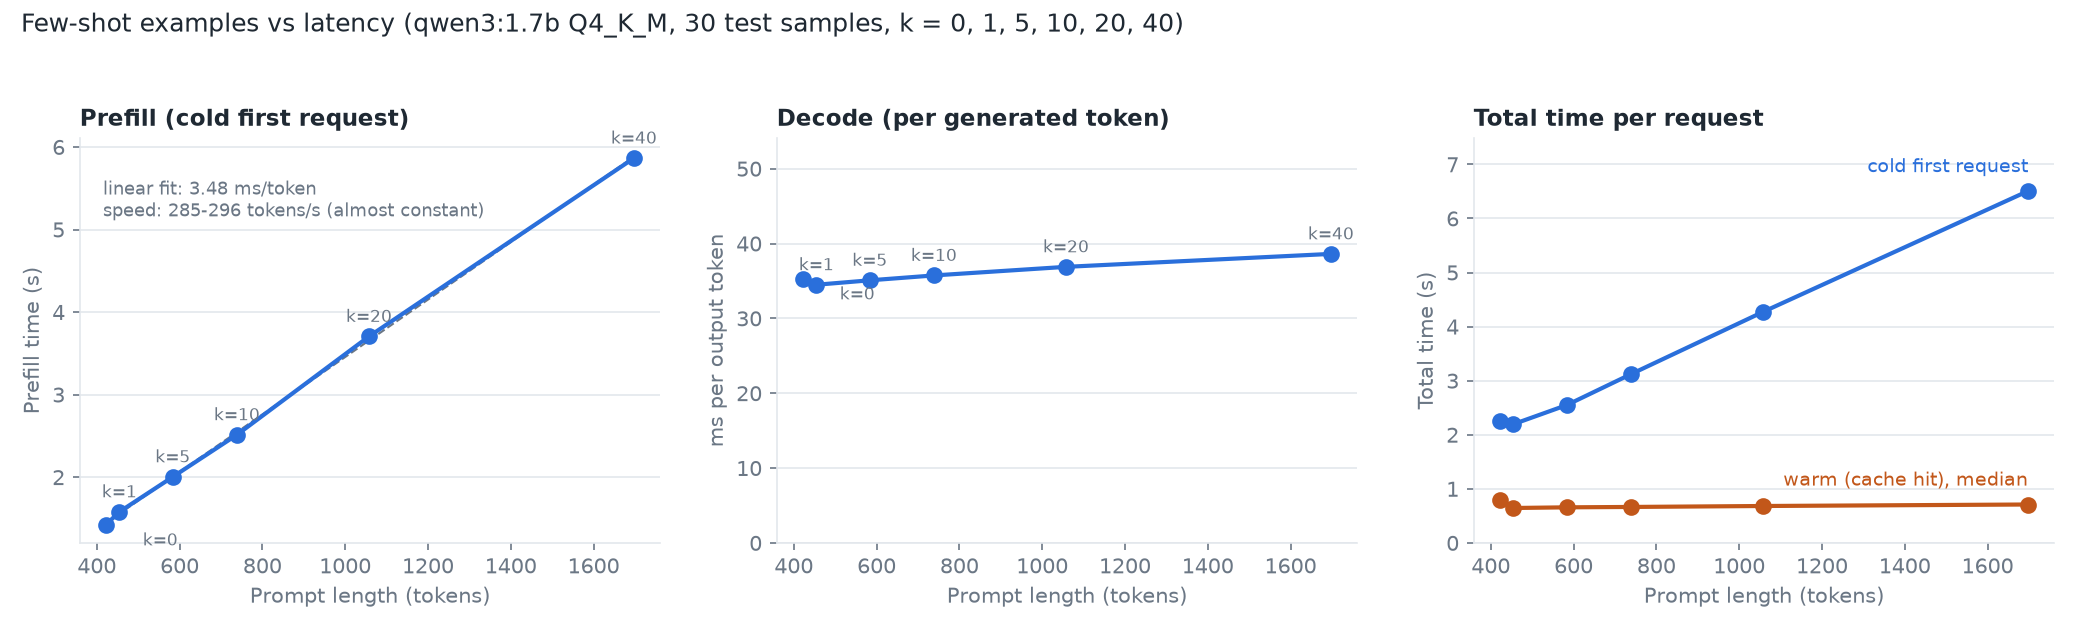 Few-shot examples vs latency (qwen3:1.7b Q4_K_M, 30 test samples, k = 0, 1, 5, 10, 20, 40)
Prefill (cold first request)
Prefill time (s)
6
5
4
3
2
linear fit: 3.48 ms/token
speed: 285-296 tokens/s (almost constant)
k=0
k=1
k=5
k=10
k=20
k=40
400 600 800 1000 1200 1400 1600
Prompt length (tokens)
Decode (per generated token)
ms per output token
50
40
30
20
10
0
k=1
k=0
k=5
k=10
k=20
k=40
400 600 800 1000 1200 1400 1600
Prompt length (tokens)
Total time per request
Total time (s)
7
6
5
4
3
2
1
0
cold first request
warm (cache hit), median
400 600 800 1000 1200 1400 1600
Prompt length (tokens)